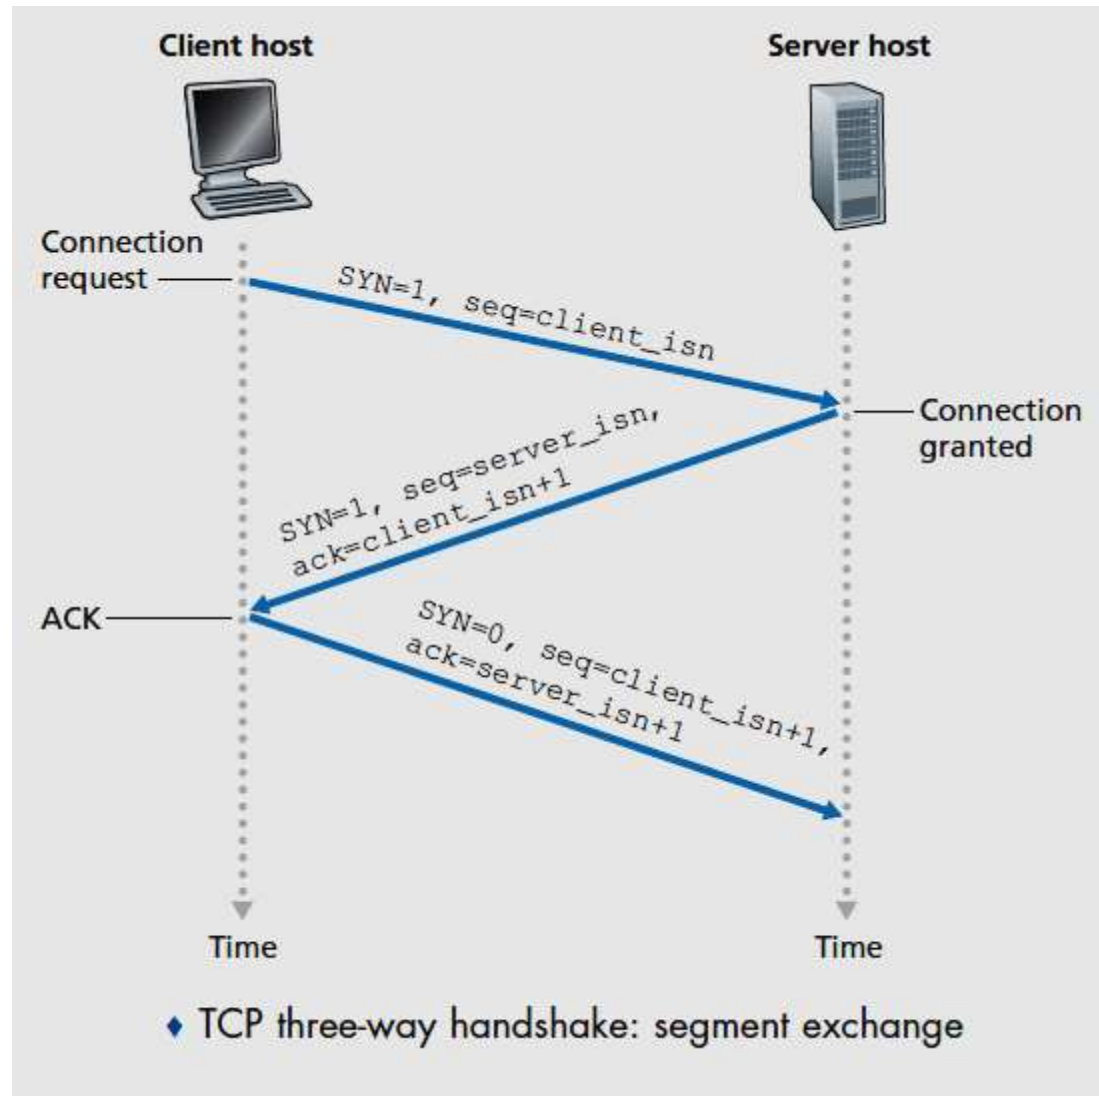 Client host
Server host
Connection
request
SYN=1, seq=client_isn
Connection
granted
SYN=1, seq=server_isn,
ack=client_isn+1
ACK
SYN=0, seq=client_isn+1,
ack=server_isn+1
Time
Time
♦ TCP three-way handshake: segment exchange